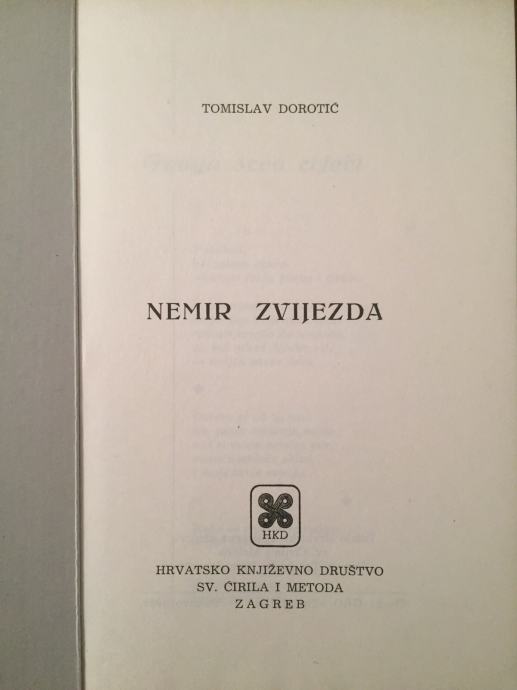 TOMISLAV DOROTIĆ
NEMIR ZVIJEZDA
HKD
HRVATSKO KNJIŽEVNO DRUŠTVO
SV. ĆIRILA I METODA
ZAGREB